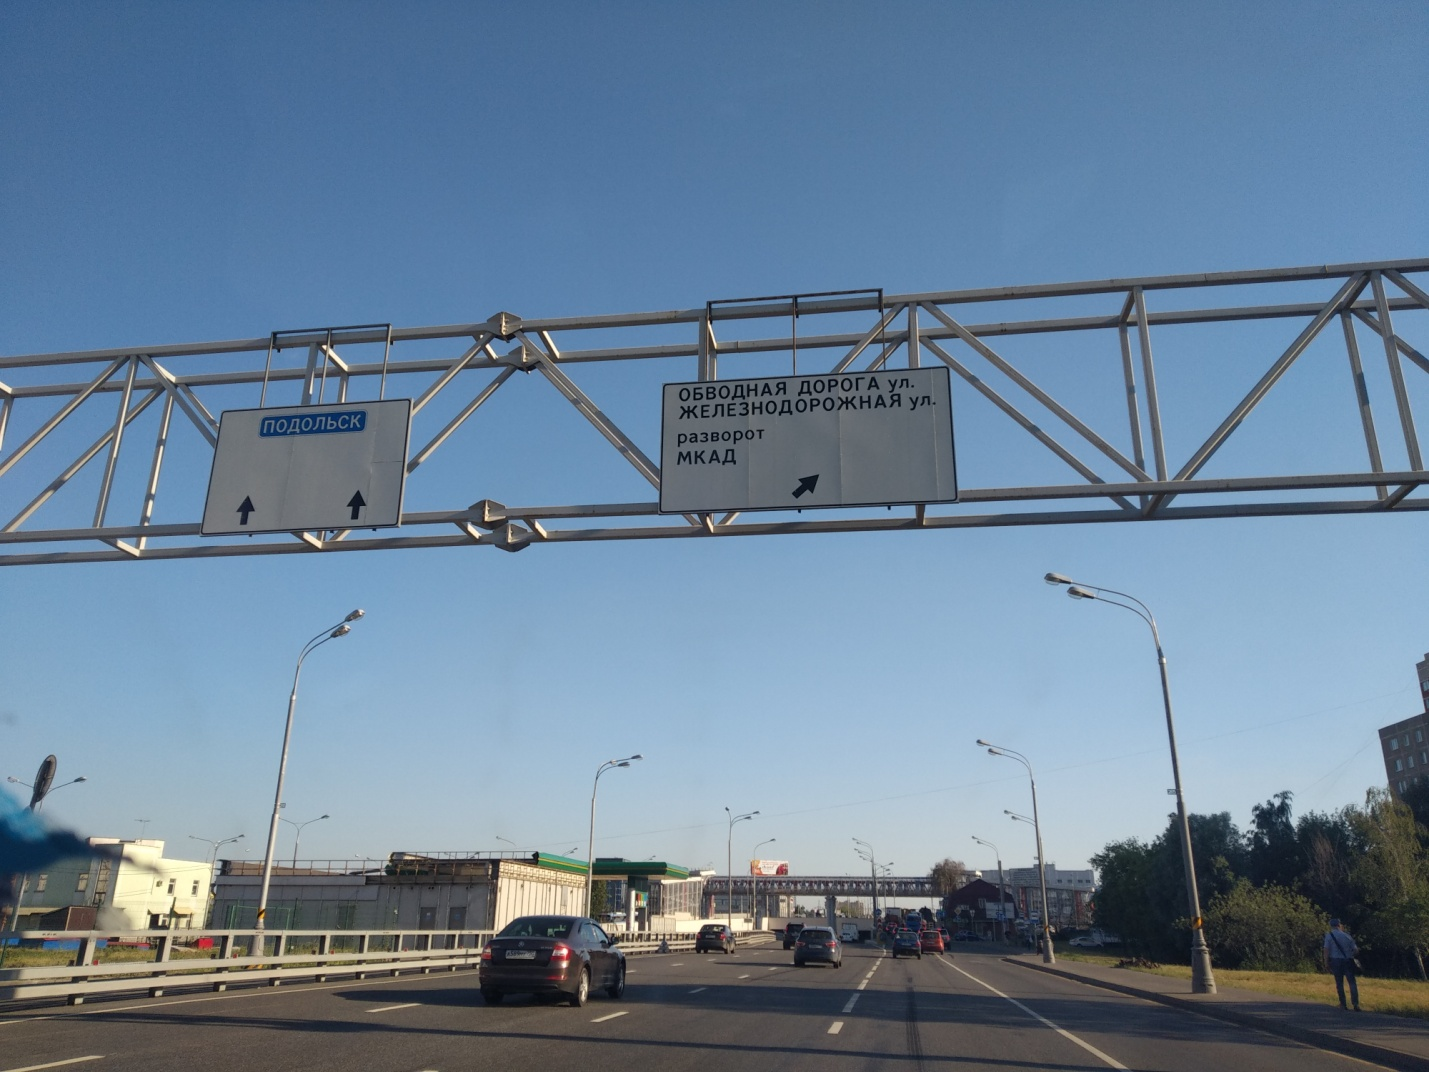 ПОДОЛЬСК
ОБВОДНАЯ ДОРОГА ул.
ЖЕЛЕЗНОДОРОЖНАЯ ул.
разворот
МКАД